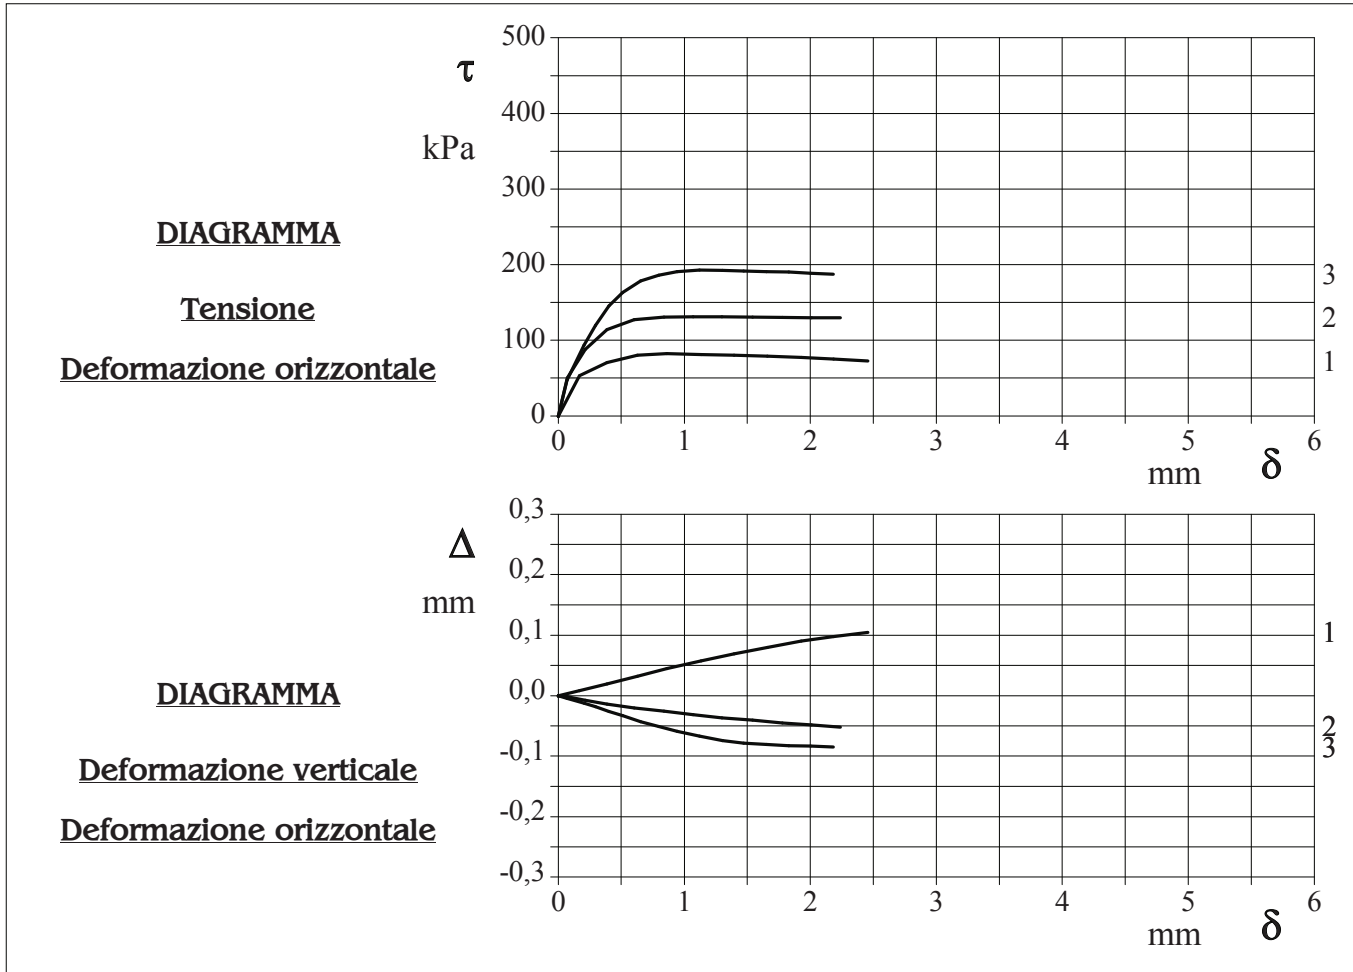 500
τ
400
kPa
300
DIAGRAMMA
200
3
Tensione
2
100
Deformazione orizzontale
1
0
0 1 2 3 4 5 6
mm δ
0,3
Δ
0,2
mm
0,1
1
DIAGRAMMA
0,0
2
-0,1
3
Deformazione verticale
-0,2
Deformazione orizzontale
-0,3
0 1 2 3 4 5 6
mm δ